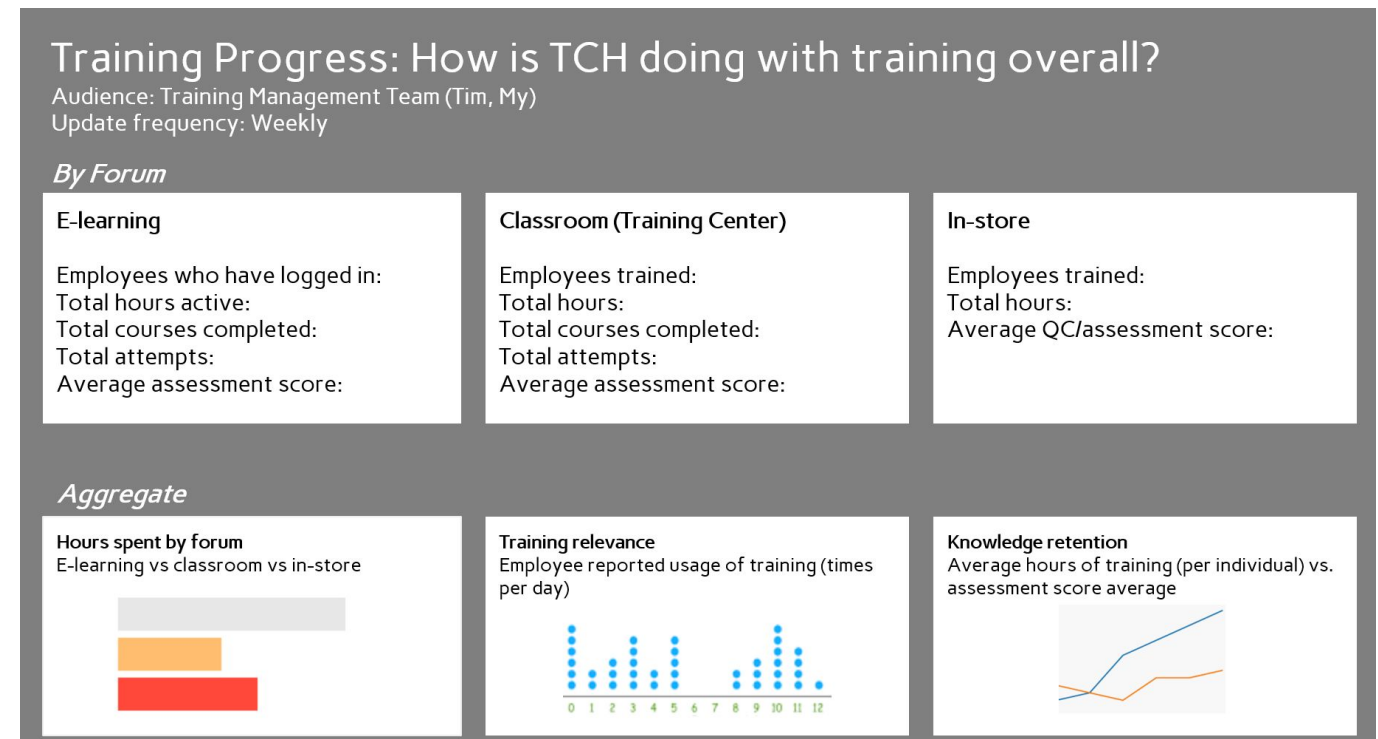 Training Progress: How is TCH doing with training overall?
Audience: Training Management Team (Tim, My)
Update frequency: Weekly
By Forum
E-learning
Employees who have logged in:
Total hours active:
Total courses completed:
Total attempts:
Average assessment score:
Classroom (Training Center)
Employees trained:
Total hours:
Total courses completed:
Total attempts:
Average assessment score:
In-store
Employees trained:
Total hours:
Average QC/assessment score:
Aggregate
Hours spent by forum
E-learning vs classroom vs in-store
Training relevance
Employee reported usage of training (times
per day)
0 1 2 3 4 5 6 7 8 9 10 11 12
Knowledge retention
Average hours of training (per individual) vs.
assessment score average